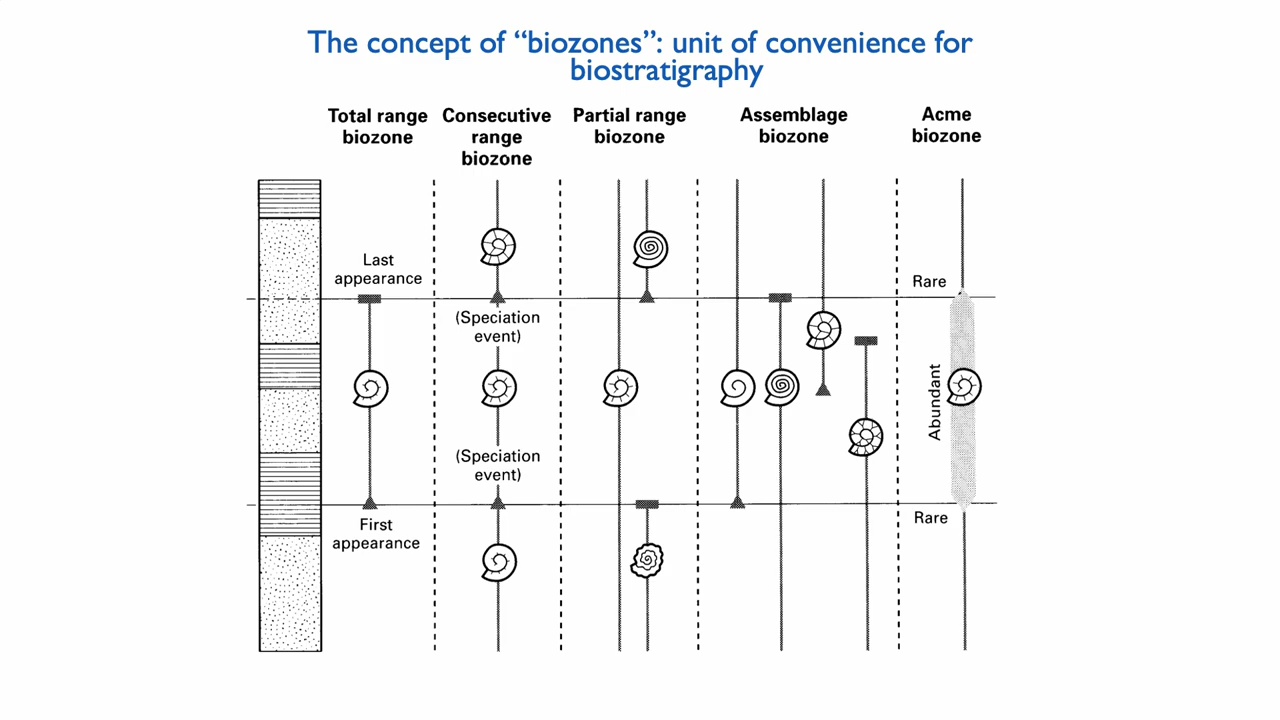 The concept of “biozones”: unit of convenience for
biostratigraphy
Total range
biozone
Consecutive
range
biozone
Partial range
biozone
Assemblage
biozone
Acme
biozone
Last
appearance
(Speciation
event)
(Speciation
event)
First
appearance
Rare
Abundant
Rare